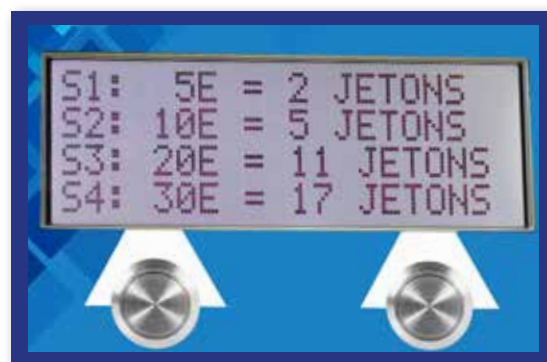 S1: 5E = 2 JETONS
S2: 10E = 5 JETONS
S3: 20E = 11 JETONS
S4: 30E = 17 JETONS